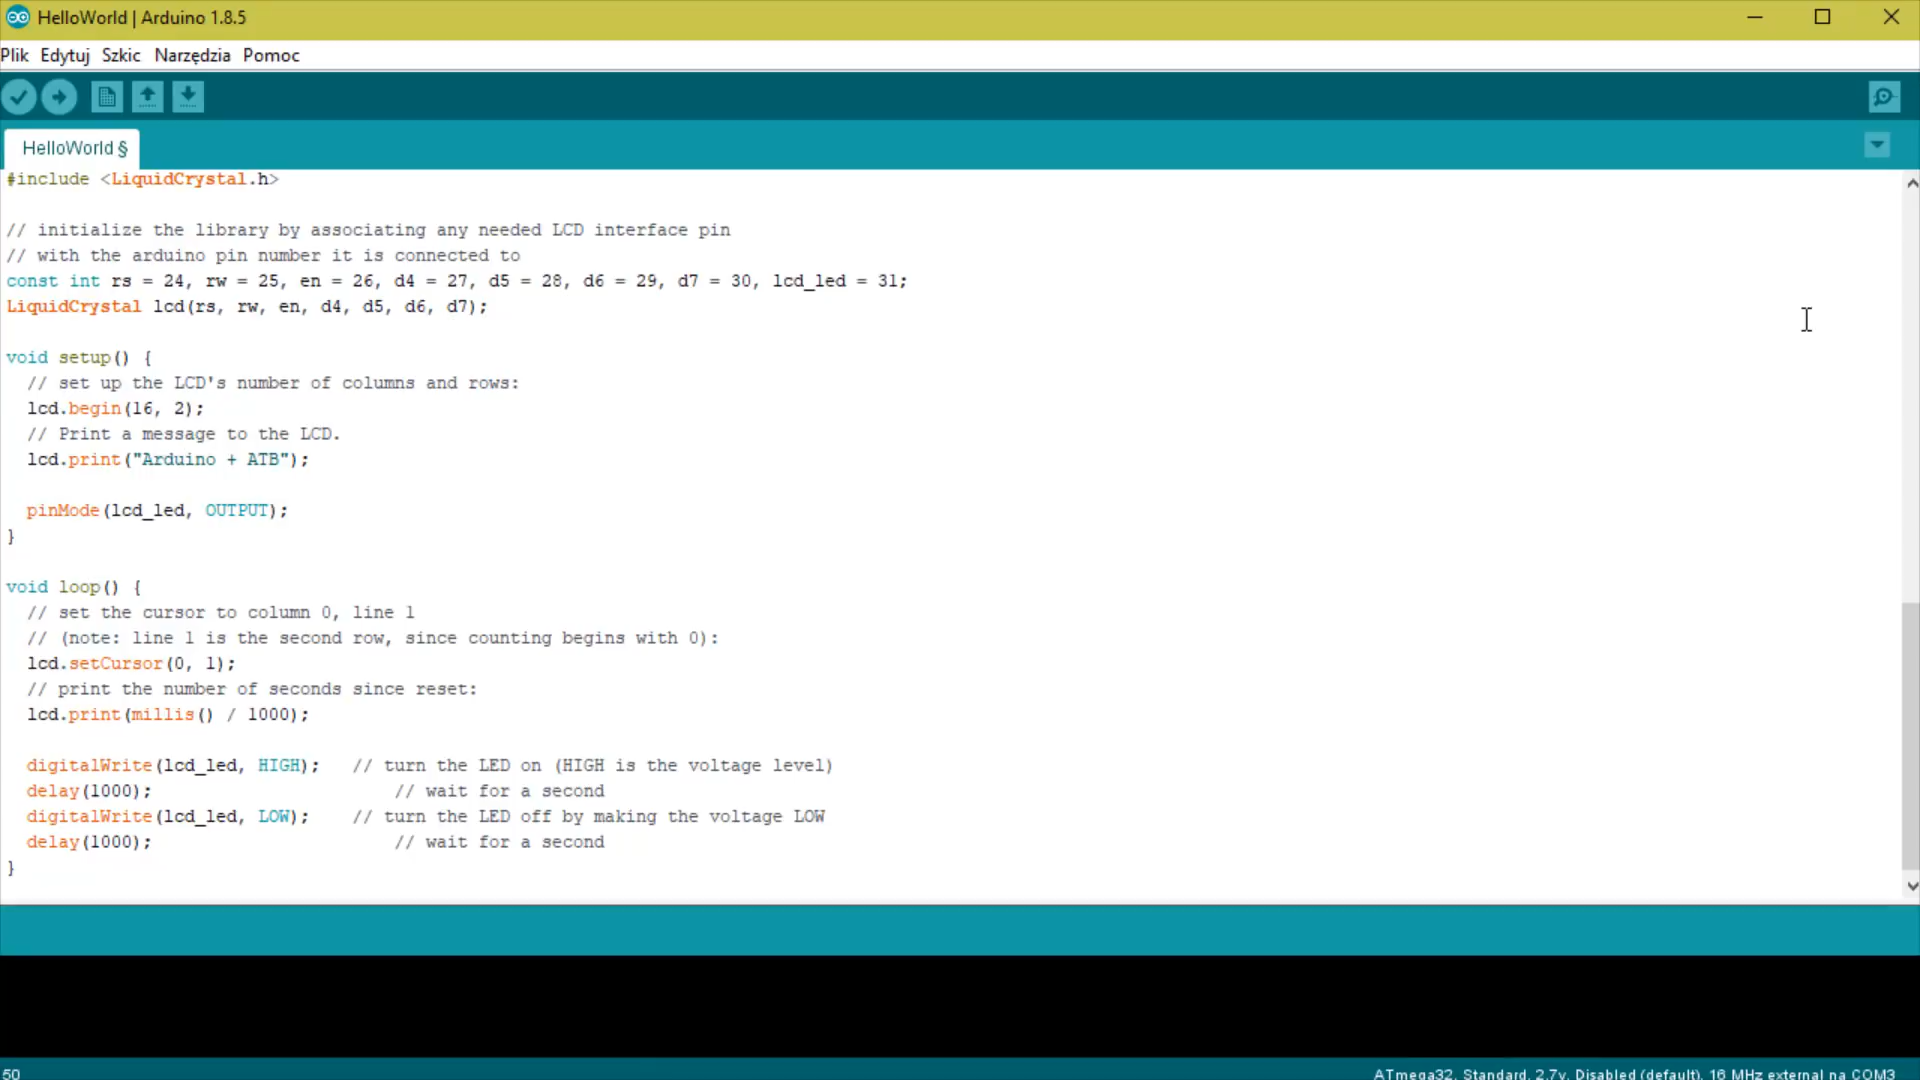 HelloWorld | Arduino 1.8.5
Plik Edytuj Szkic Narzędzia Pomoc
HelloWorld §
#include <LiquidCrystal.h>
// initialize the library by associating any needed LCD interface pin
// with the arduino pin number it is connected to
const int rs = 24, rw = 25, en = 26, d4 = 27, d5 = 28, d6 = 29, d7 = 30, lcd_led = 31;
LiquidCrystal lcd(rs, rw, en, d4, d5, d6, d7);
void setup() {
  // set up the LCD's number of columns and rows:
  lcd.begin(16, 2);
  // Print a message to the LCD.
  lcd.print("Arduino + ATB");
  pinMode(lcd_led, OUTPUT);
}
void loop() {
  // set the cursor to column 0, line 1
  // (note: line 1 is the second row, since counting begins with 0):
  lcd.setCursor(0, 1);
  // print the number of seconds since reset:
  lcd.print(millis() / 1000);
  digitalWrite(lcd_led, HIGH);   // turn the LED on (HIGH is the voltage level)
  delay(1000);                       // wait for a second
  digitalWrite(lcd_led, LOW);    // turn the LED off by making the voltage LOW
  delay(1000);                       // wait for a second
}
50 ATmega32, Standard, 2.7v, Disabled (default), 16 MHz external na COM3